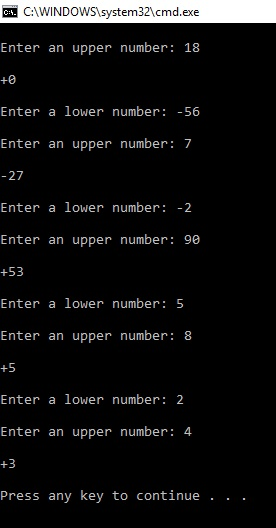 C:\WINDOWS\system32\cmd.exe
Enter an upper number: 18
+0
Enter a lower number: -56
Enter an upper number: 7
-27
Enter a lower number: -2
Enter an upper number: 90
+53
Enter a lower number: 5
Enter an upper number: 8
+5
Enter a lower number: 2
Enter an upper number: 4
+3
Press any key to continue . . .